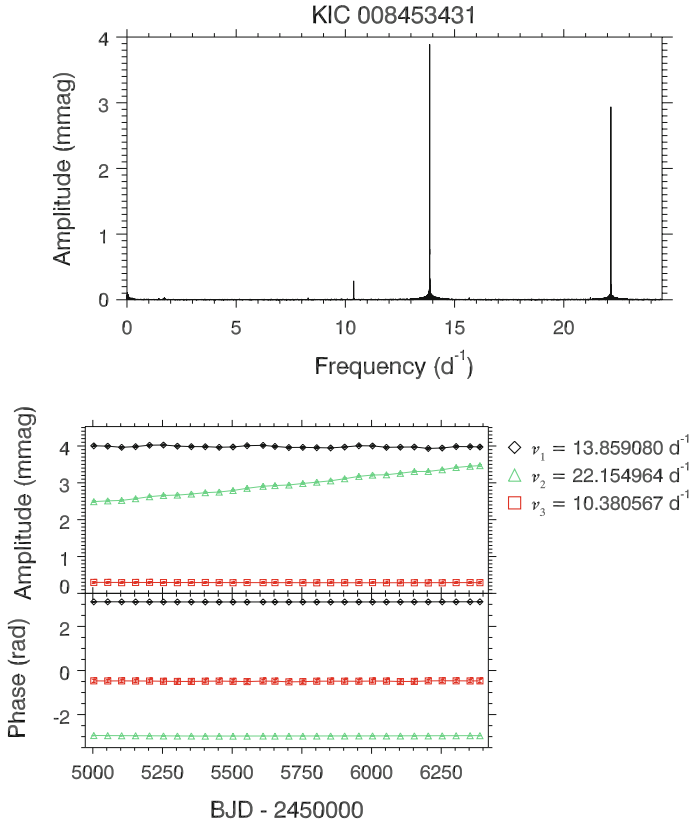 KIC 008453431
4
3
2
1
0
Amplitude (mmag)
0 5 10 15 20
Frequency (d⁻¹)
4
3
2
1
0
Amplitude (mmag)
ν₁ = 13.859080 d⁻¹
ν₂ = 22.154964 d⁻¹
ν₃ = 10.380567 d⁻¹
2
0
-2
Phase (rad)
5000 5250 5500 5750 6000 6250
BJD - 2450000